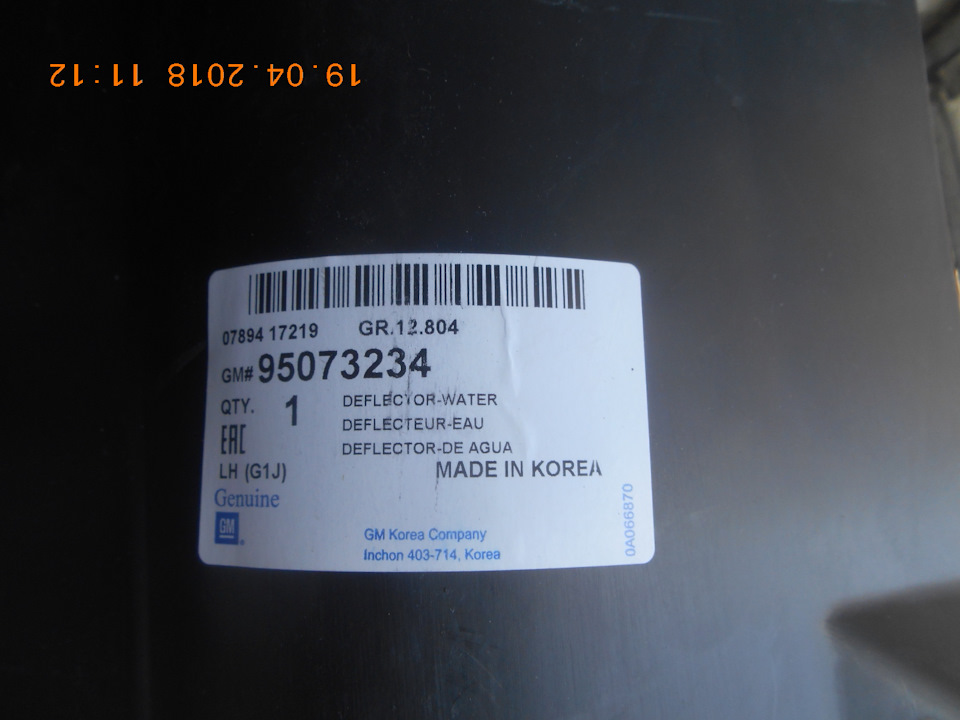 19.04.2018 11:12
07894 17219 GR.12.804
GM# 95073234
QTY. 1 DEFLECTOR-WATER
DEFLECTEUR-EAU
EAC DEFLECTOR-DE AGUA
LH (G1J) MADE IN KOREA
Genuine
GM
GM Korea Company
Inchon 403-714, Korea
0A066870